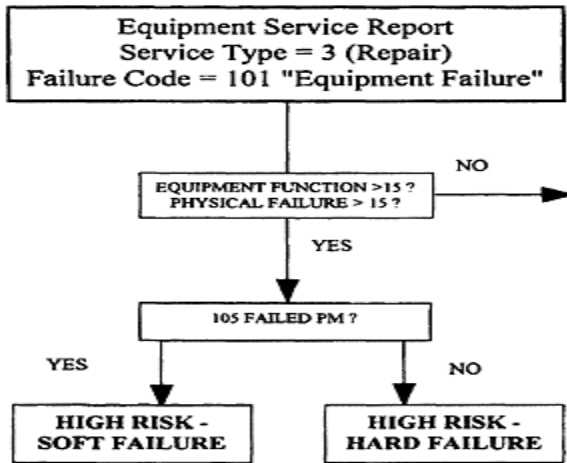 Equipment Service Report
Service Type = 3 (Repair)
Failure Code = 101 "Equipment Failure"
NO
EQUIPMENT FUNCTION >15 ?
PHYSICAL FAILURE > 15 ?
YES
105 FAILED PM ?
YES
NO
HIGH RISK -
SOFT FAILURE
HIGH RISK -
HARD FAILURE